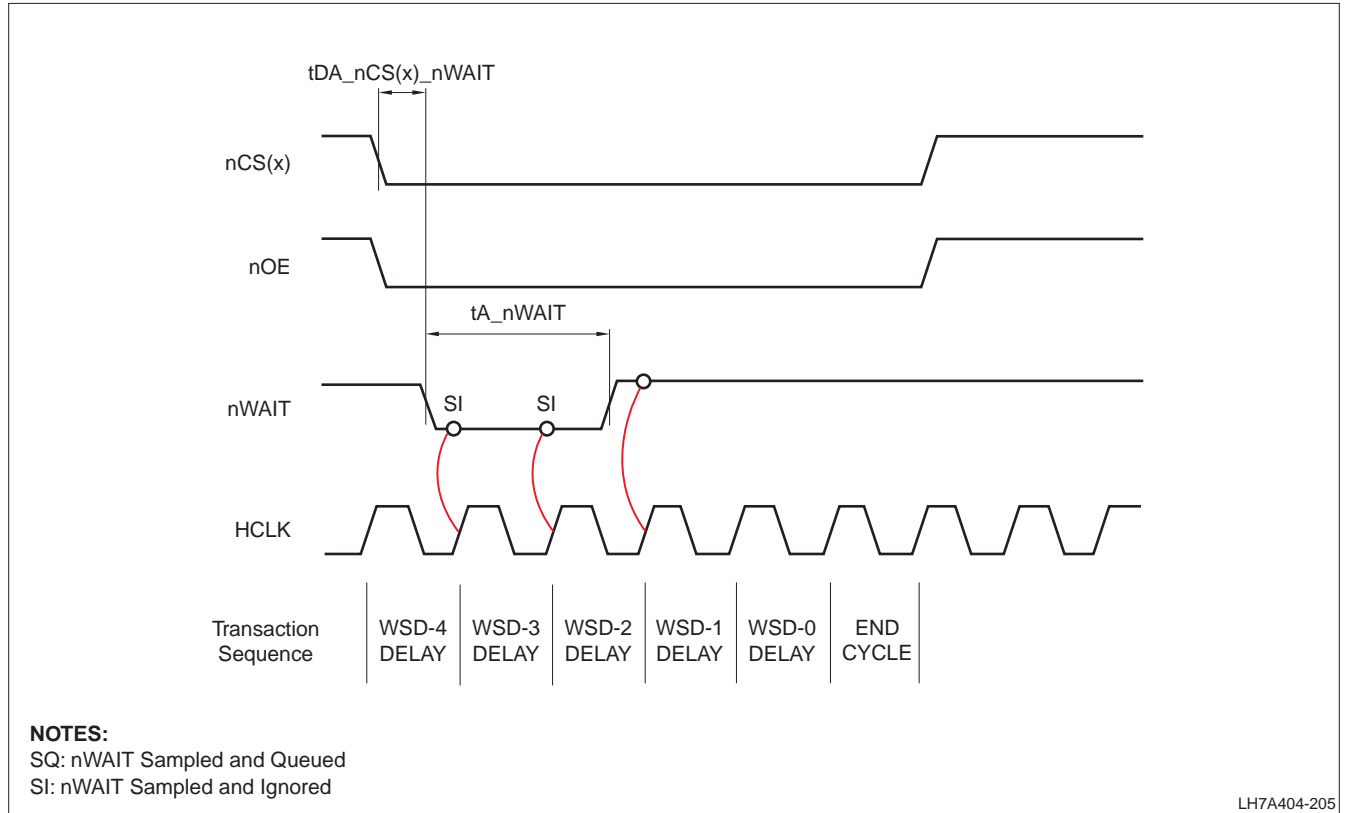 tDA_nCS(x)_nWAIT
nCS(x)
nOE
tA_nWAIT
nWAIT
SI
SI
HCLK
Transaction
Sequence
WSD-4
DELAY
WSD-3
DELAY
WSD-2
DELAY
WSD-1
DELAY
WSD-0
DELAY
END
CYCLE
NOTES:
SQ: nWAIT Sampled and Queued
SI: nWAIT Sampled and Ignored
LH7A404-205